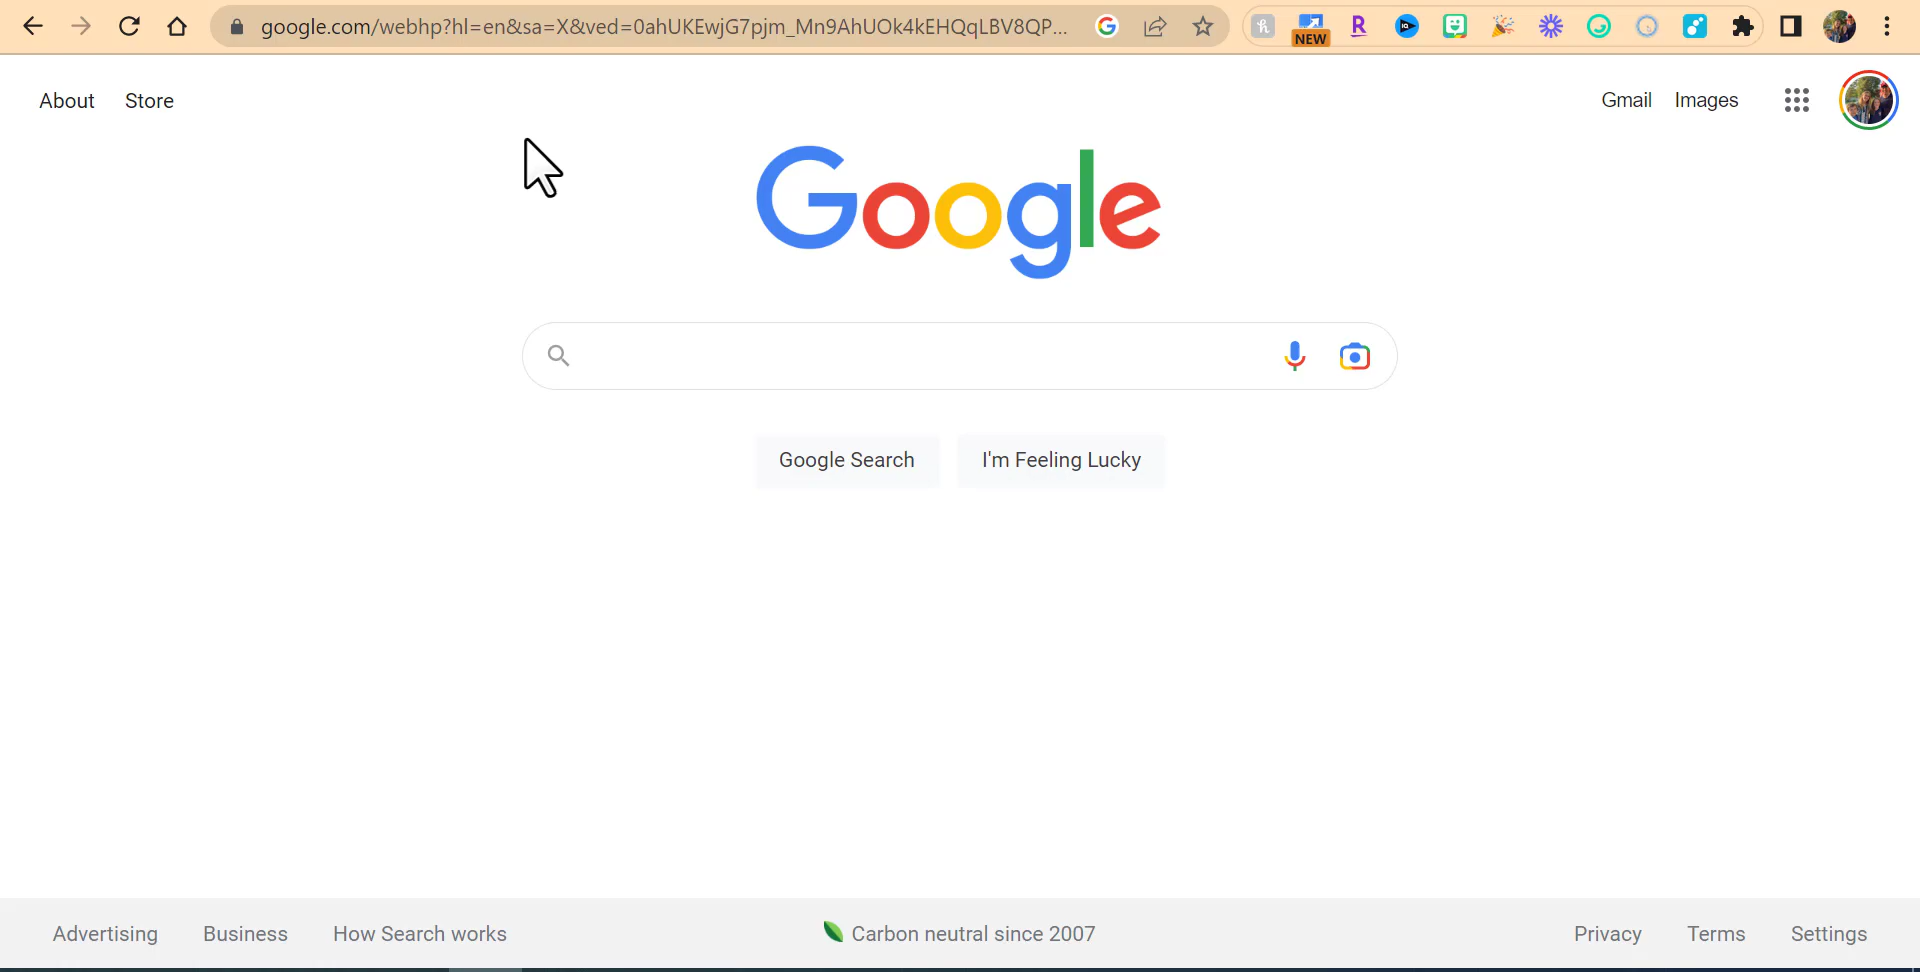 google.com/webhp?hl=en&sa=X&ved=0ahUKEwjG7pjm_Mn9AhUOk4kEHQqLBV8QP...
NEW
About Store
Gmail Images
Google
Google Search I'm Feeling Lucky
Advertising Business How Search works
Carbon neutral since 2007
Privacy Terms Settings